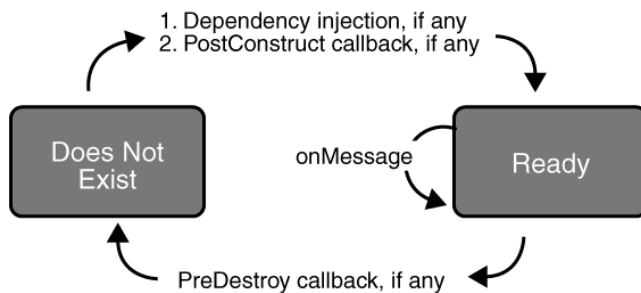 1. Dependency injection, if any
2. PostConstruct callback, if any
Does Not
Exist
onMessage
Ready
PreDestroy callback, if any